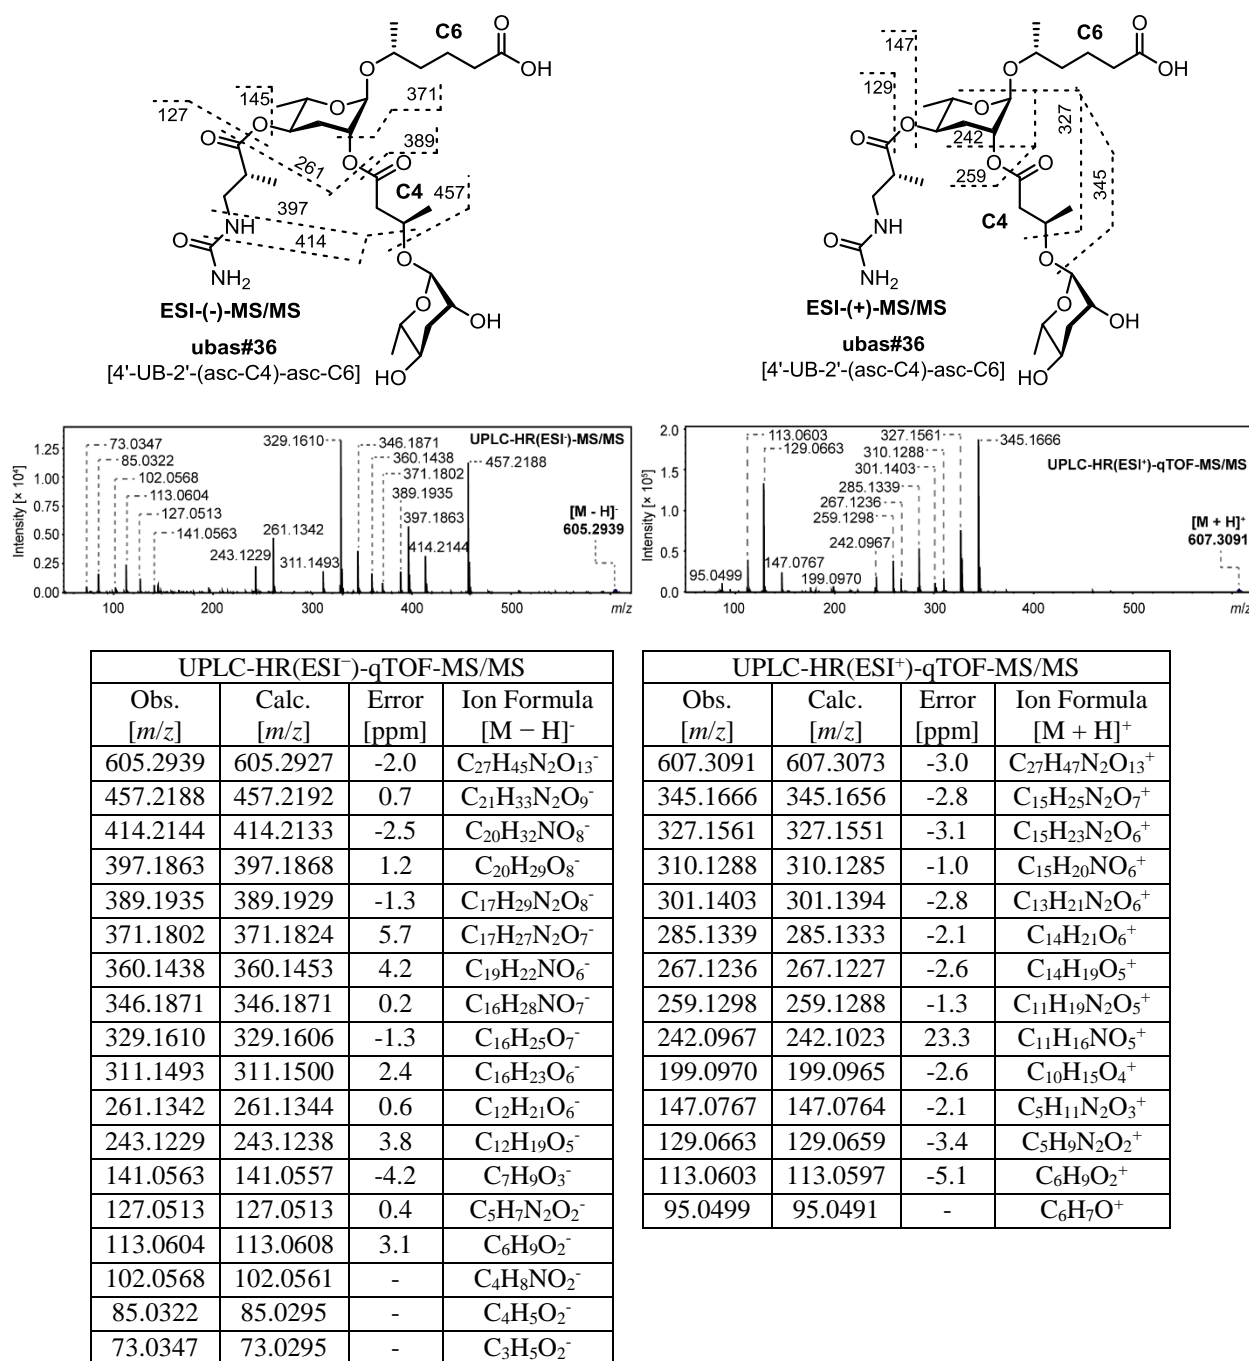 C6
O
OH
O
O
O
O
O
O
O
NH
O
NH2
C4
O
O
OH
HO
127
145
371
389
261
457
397
414
ESI-(-)-MS/MS
ubas#36
[4'-UB-2'-(asc-C4)-asc-C6]
C6
O
OH
O
O
O
O
O
O
O
NH
O
NH2
C4
O
O
OH
HO
147
129
242
259
327
345
ESI-(+)-MS/MS
ubas#36
[4'-UB-2'-(asc-C4)-asc-C6]
Intensity [× 10⁴]
1.25
1.00
0.75
0.50
0.25
0.00
73.0347
85.0322
102.0568
113.0604
127.0513
141.0563
243.1229
261.1342
311.1493
329.1610
346.1871
360.1438
371.1802
389.1935
397.1863
414.2144
457.2188
UPLC-HR(ESI⁻)-MS/MS
[M - H]⁻
605.2939
100
200
300
400
500
m/z
Intensity [× 10⁵]
2.0
1.5
1.0
0.5
0.0
113.0603
129.0663
95.0499
147.0767
199.0970
242.0967
259.1298
267.1236
285.1339
301.1403
310.1288
327.1561
345.1666
UPLC-HR(ESI⁺)-qTOF-MS/MS
[M + H]⁺
607.3091
100
200
300
400
500
m/z
UPLC-HR(ESI⁻)-qTOF-MS/MS
Obs. Calc. Error Ion Formula
[m/z] [m/z] [ppm] [M − H]⁻
605.2939 605.2927 -2.0 C27H45N2O13⁻
457.2188 457.2192 0.7 C21H33N2O9⁻
414.2144 414.2133 -2.5 C20H32NO8⁻
397.1863 397.1868 1.2 C20H29O8⁻
389.1935 389.1929 -1.3 C17H29N2O8⁻
371.1802 371.1824 5.7 C17H27N2O7⁻
360.1438 360.1453 4.2 C19H22NO6⁻
346.1871 346.1871 0.2 C16H28NO7⁻
329.1610 329.1606 -1.3 C16H25O7⁻
311.1493 311.1500 2.4 C16H23O6⁻
261.1342 261.1344 0.6 C12H21O6⁻
243.1229 243.1238 3.8 C12H19O5⁻
141.0563 141.0557 -4.2 C7H9O3⁻
127.0513 127.0513 0.4 C5H7N2O2⁻
113.0604 113.0608 3.1 C6H9O2⁻
102.0568 102.0561 - C4H8NO2⁻
85.0322 85.0295 - C4H5O2⁻
73.0347 73.0295 - C3H5O2⁻
UPLC-HR(ESI⁺)-qTOF-MS/MS
Obs. Calc. Error Ion Formula
[m/z] [m/z] [ppm] [M + H]⁺
607.3091 607.3073 -3.0 C27H47N2O13⁺
345.1666 345.1656 -2.8 C15H25N2O7⁺
327.1561 327.1551 -3.1 C15H23N2O6⁺
310.1288 310.1285 -1.0 C15H20NO6⁺
301.1403 301.1394 -2.8 C13H21N2O6⁺
285.1339 285.1333 -2.1 C14H21O6⁺
267.1236 267.1227 -2.6 C14H19O5⁺
259.1298 259.1288 -1.3 C11H19N2O5⁺
242.0967 242.1023 23.3 C11H16NO5⁺
199.0970 199.0965 -2.6 C10H15O4⁺
147.0767 147.0764 -2.1 C5H11N2O3⁺
129.0663 129.0659 -3.4 C5H9N2O2⁺
113.0603 113.0597 -5.1 C6H9O2⁺
95.0499 95.0491 - C6H7O⁺